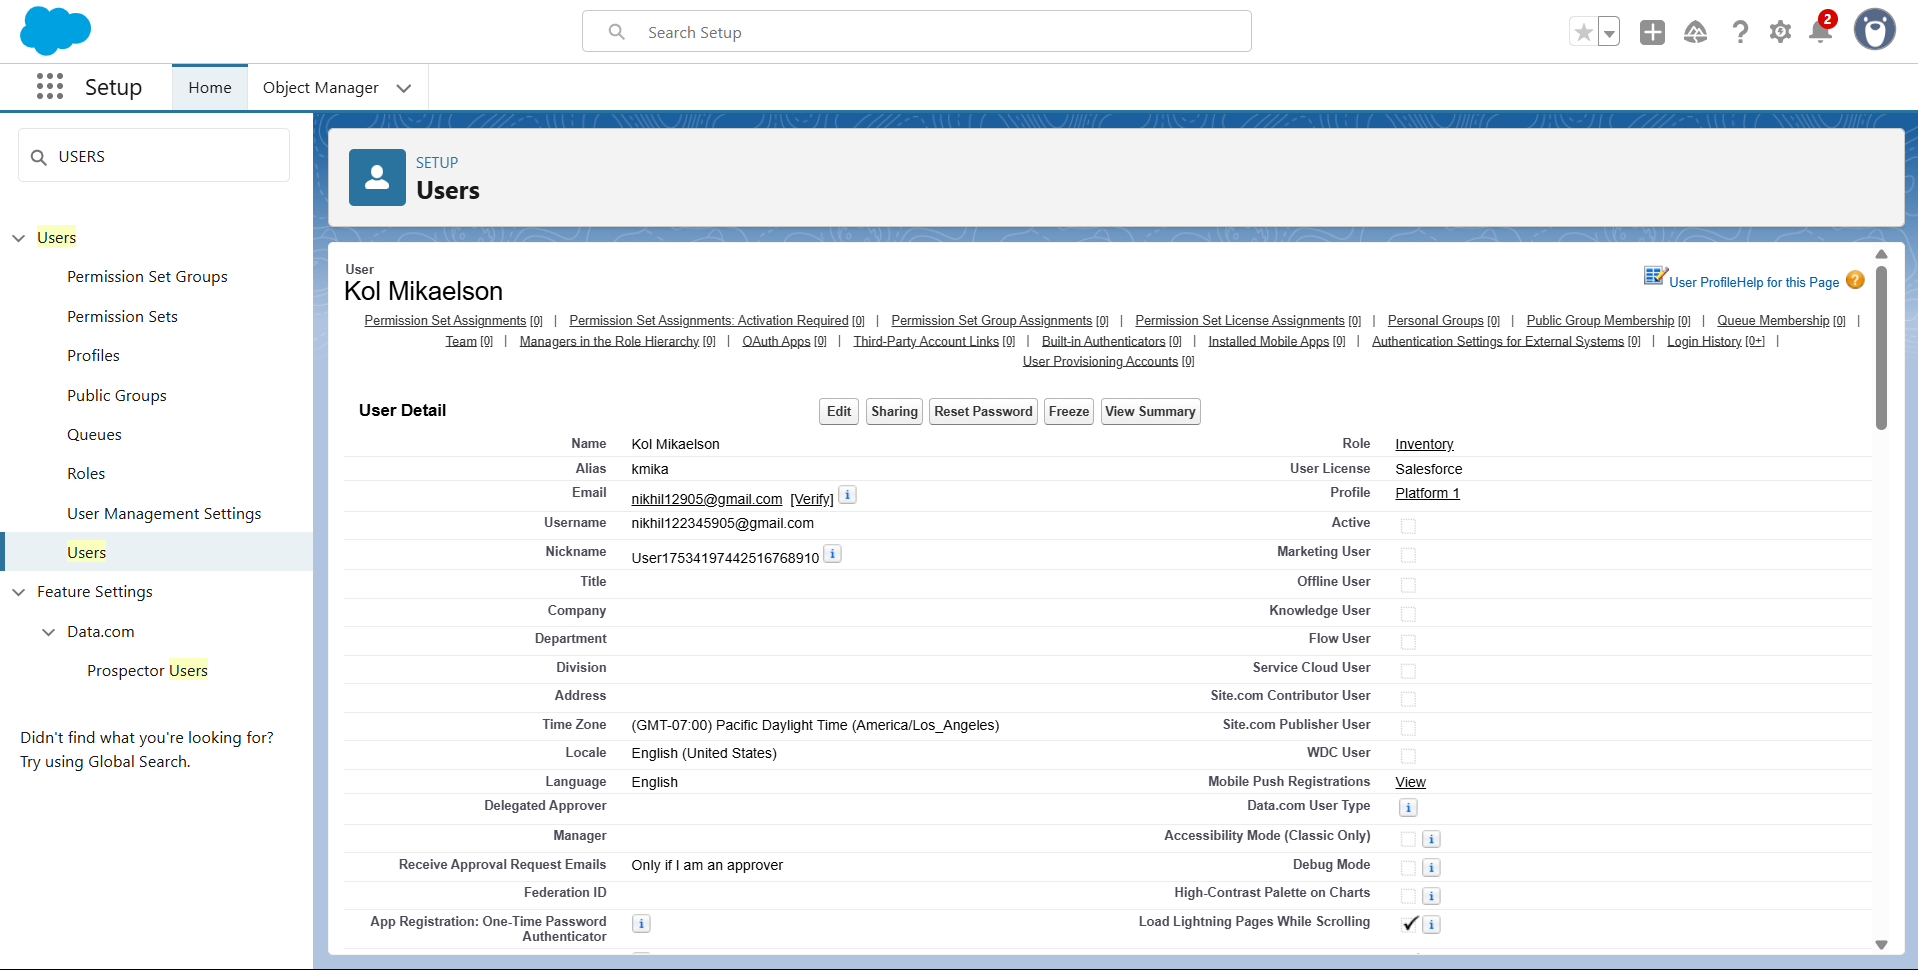 Search Setup
2
Setup
Home
Object Manager
USERS
Users
Permission Set Groups
Permission Sets
Profiles
Public Groups
Queues
Roles
User Management Settings
Users
Feature Settings
Data.com
Prospector Users
Didn't find what you're looking for?
Try using Global Search.
SETUP
Users
User
Kol Mikaelson
User Profile Help for this Page ?
Permission Set Assignments [0] | Permission Set Assignments: Activation Required [0] | Permission Set Group Assignments [0] | Permission Set License Assignments [0] | Personal Groups [0] | Public Group Membership [0] | Queue Membership [0] |
Team [0] | Managers in the Role Hierarchy [0] | OAuth Apps [0] | Third-Party Account Links [0] | Built-in Authenticators [0] | Installed Mobile Apps [0] | Authentication Settings for External Systems [0] | Login History [0+] |
User Provisioning Accounts [0]
User Detail
Edit Sharing Reset Password Freeze View Summary
Name Kol Mikaelson Role Inventory
Alias kmika User License Salesforce
Email nikhil12905@gmail.com [Verify] i Profile Platform 1
Username nikhil122345905@gmail.com Active
Nickname User17534197442516768910 i Marketing User
Title Offline User
Company Knowledge User
Department Flow User
Division Service Cloud User
Address Site.com Contributor User
Time Zone (GMT-07:00) Pacific Daylight Time (America/Los_Angeles) Site.com Publisher User
Locale English (United States) WDC User
Language English Mobile Push Registrations View
Delegated Approver Data.com User Type i
Manager Accessibility Mode (Classic Only) i
Receive Approval Request Emails Only if I am an approver Debug Mode i
Federation ID High-Contrast Palette on Charts i
App Registration: One-Time Password i Load Lightning Pages While Scrolling i
Authenticator